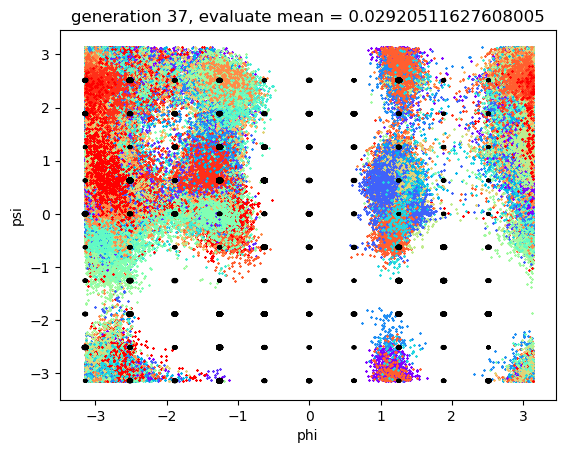 generation 37, evaluate mean = 0.02920511627608005
3
2
1
0
−1
−2
−3
psi
−3 −2 −1 0 1 2 3
phi